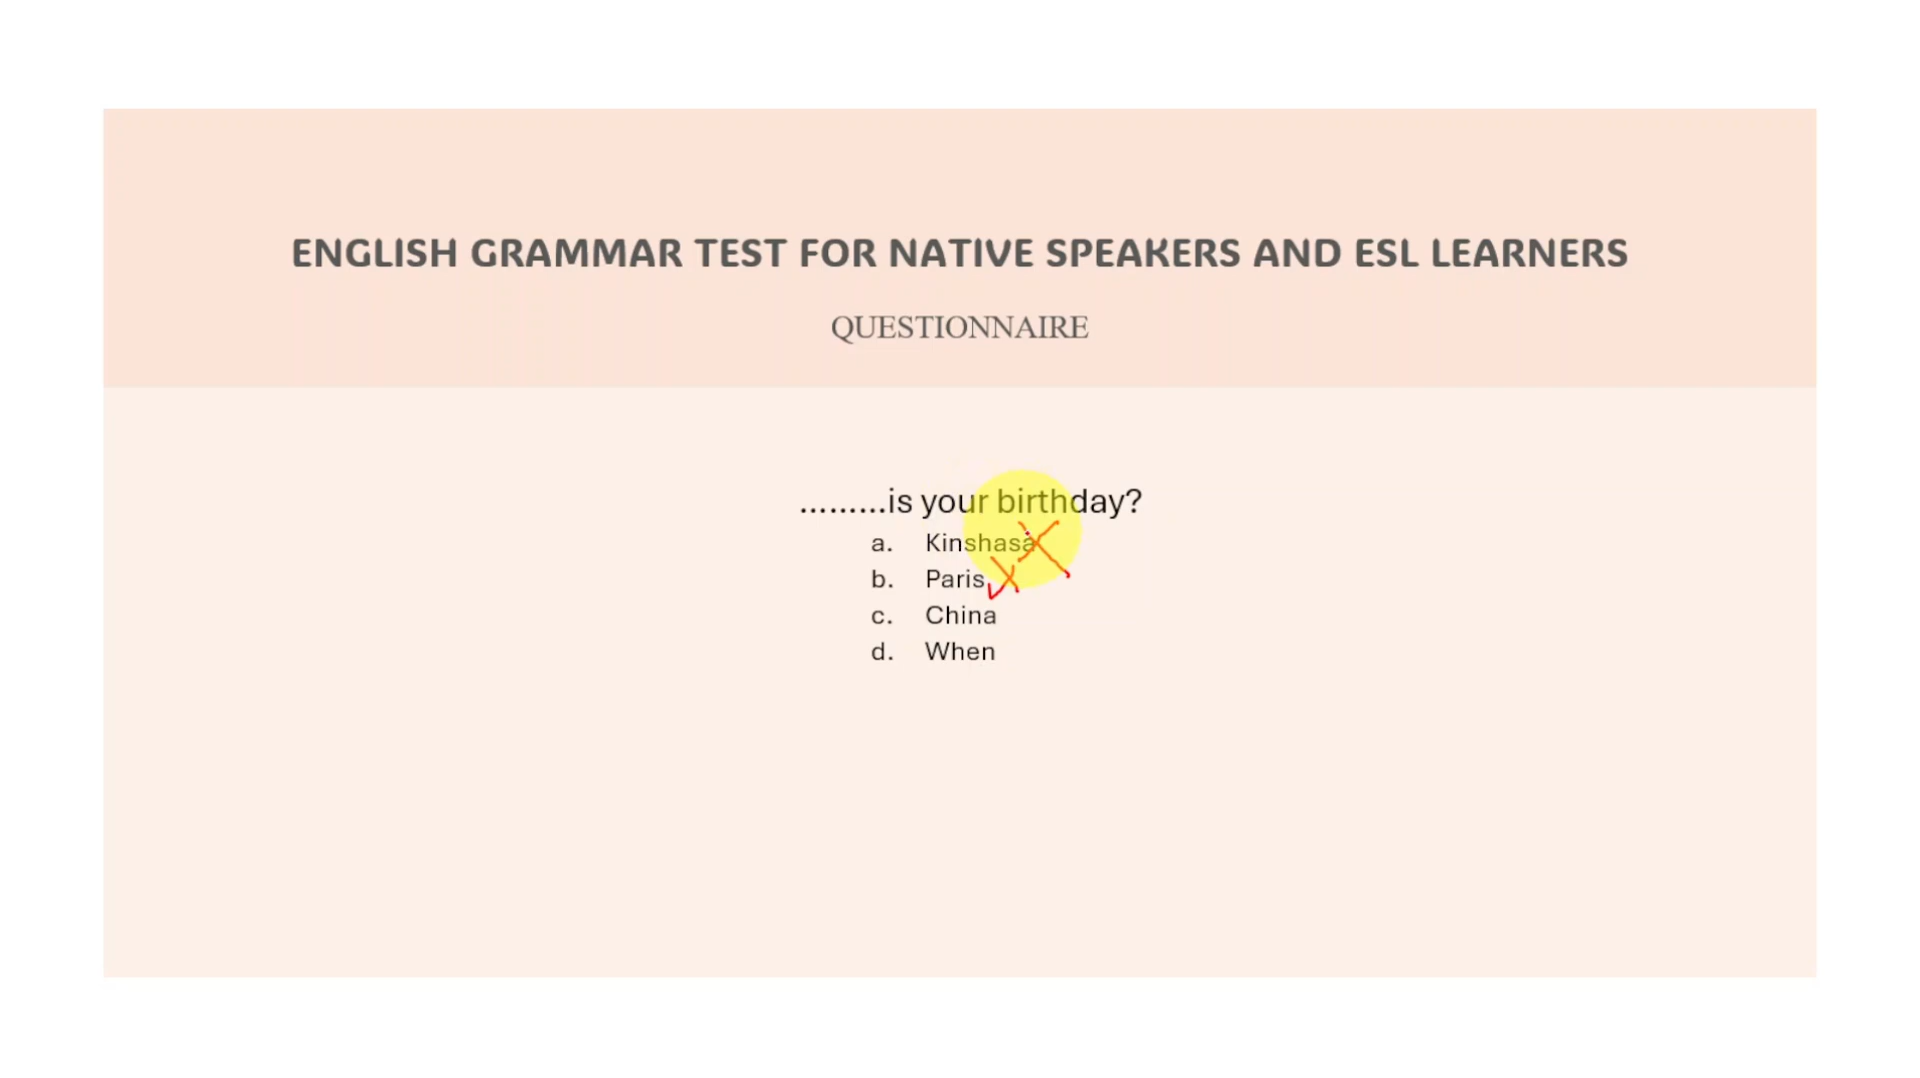 ENGLISH GRAMMAR TEST FOR NATIVE SPEAKERS AND ESL LEARNERS
QUESTIONNAIRE
.........is your birthday?
a. Kinshasa
b. Paris
c. China
d. When